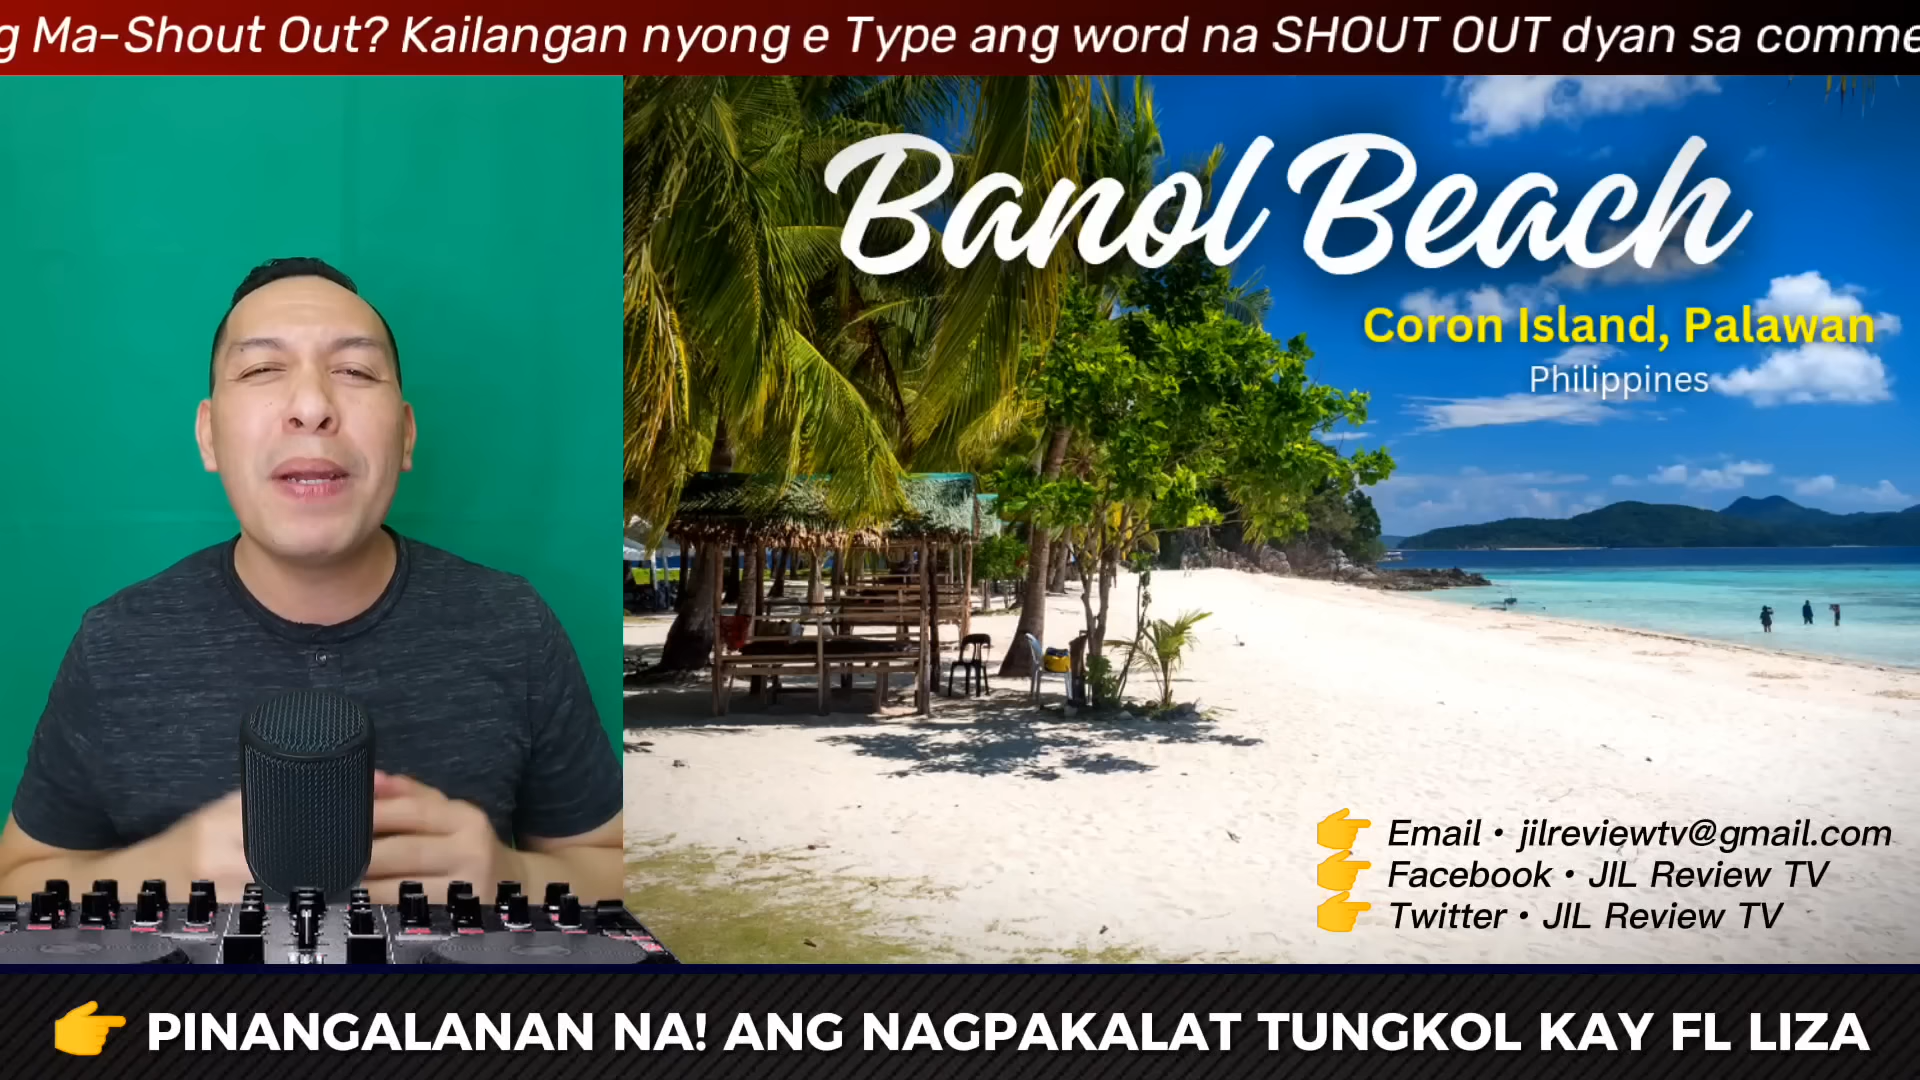 g Ma-Shout Out? Kailangan nyong e Type ang word na SHOUT OUT dyan sa comme
Banol Beach
Coron Island, Palawan
Philippines
Email • jilreviewtv@gmail.com
Facebook • JIL Review TV
Twitter • JIL Review TV
PINANGALANAN NA! ANG NAGPAKALAT TUNGKOL KAY FL LIZA